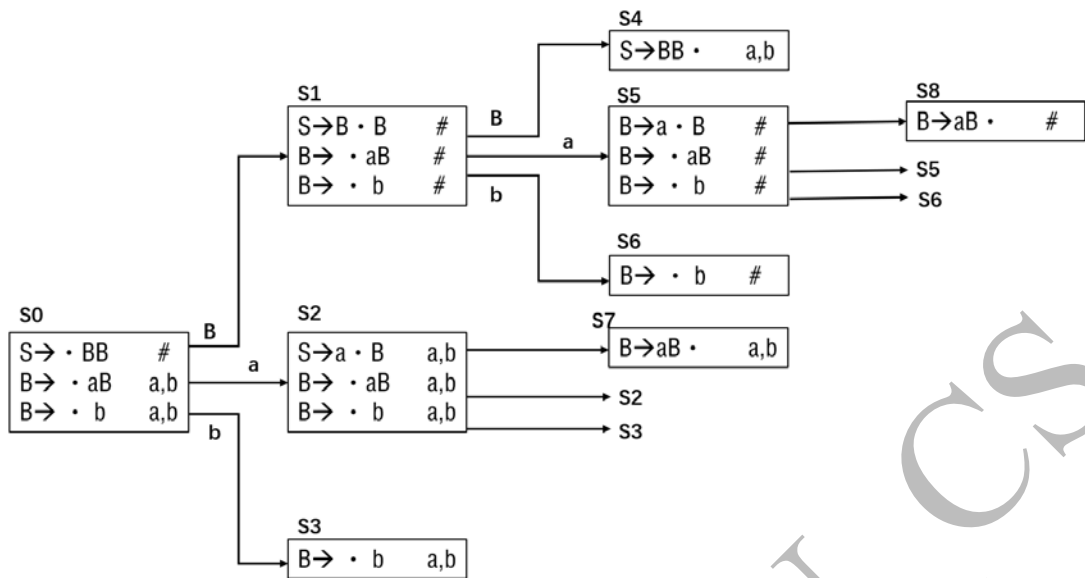 S4
S→BB · a,b
S1
S→B · B #
B→ · aB #
B→ · b #
B
a
b
S5
B→a · B #
B→ · aB #
B→ · b #
S8
B→aB · #
S5
S6
S6
B→ · b #
S0
S→ · BB #
B→ · aB a,b
B→ · b a,b
B
a
b
S2
S→a · B a,b
B→ · aB a,b
B→ · b a,b
S7
B→aB · a,b
S2
S3
S3
B→ · b a,b
CS